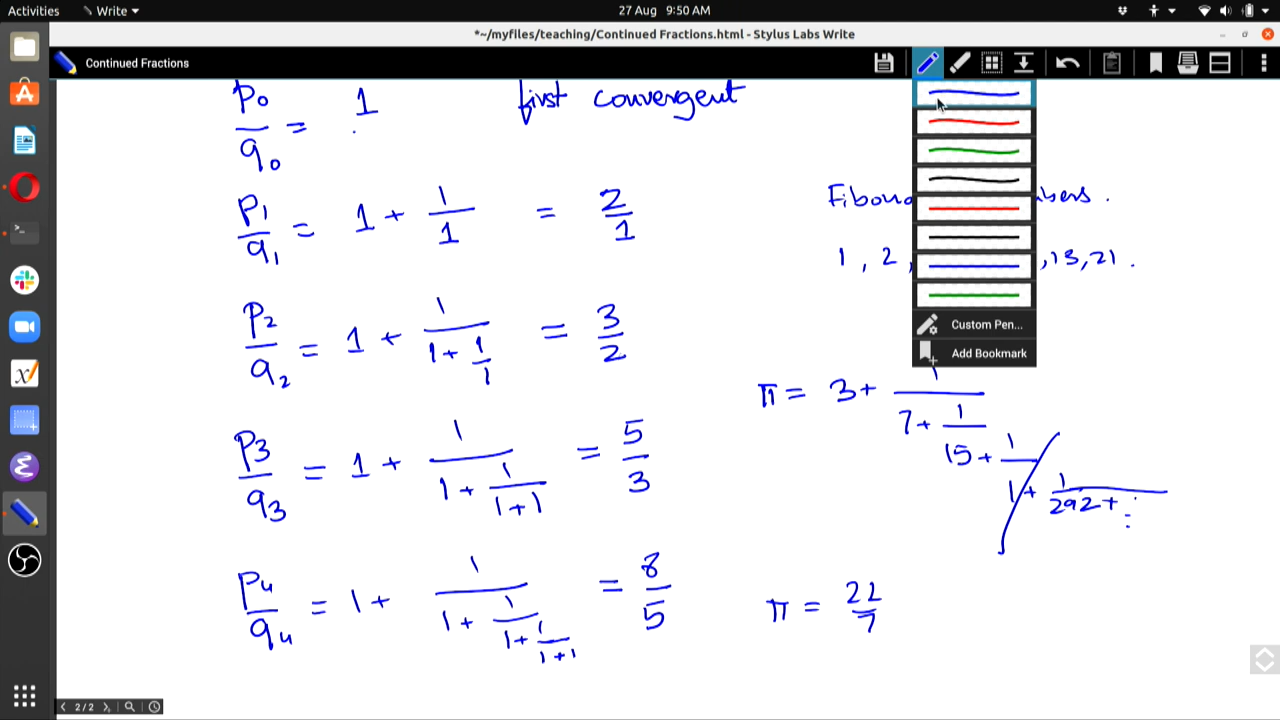 Activities Write 27 Aug 9:50 AM
*~/myfiles/teaching/Continued Fractions.html - Stylus Labs Write
Continued Fractions
p0/q0 = 1 first convergent
p1/q1 = 1 + 1/1 = 2/1
Fibona bers.
1, 2, , 13, 21.
Custom Pen...
Add Bookmark
p2/q2 = 1 + 1/(1 + 1/1) = 3/2
π = 3 + 1/(7 + 1/(15 + 1/(1 + 1/(292 + ⋮))))
p3/q3 = 1 + 1/(1 + 1/(1+1)) = 5/3
p4/q4 = 1 + 1/(1 + 1/(1 + 1/(1+1))) = 8/5
π = 22/7
2/2